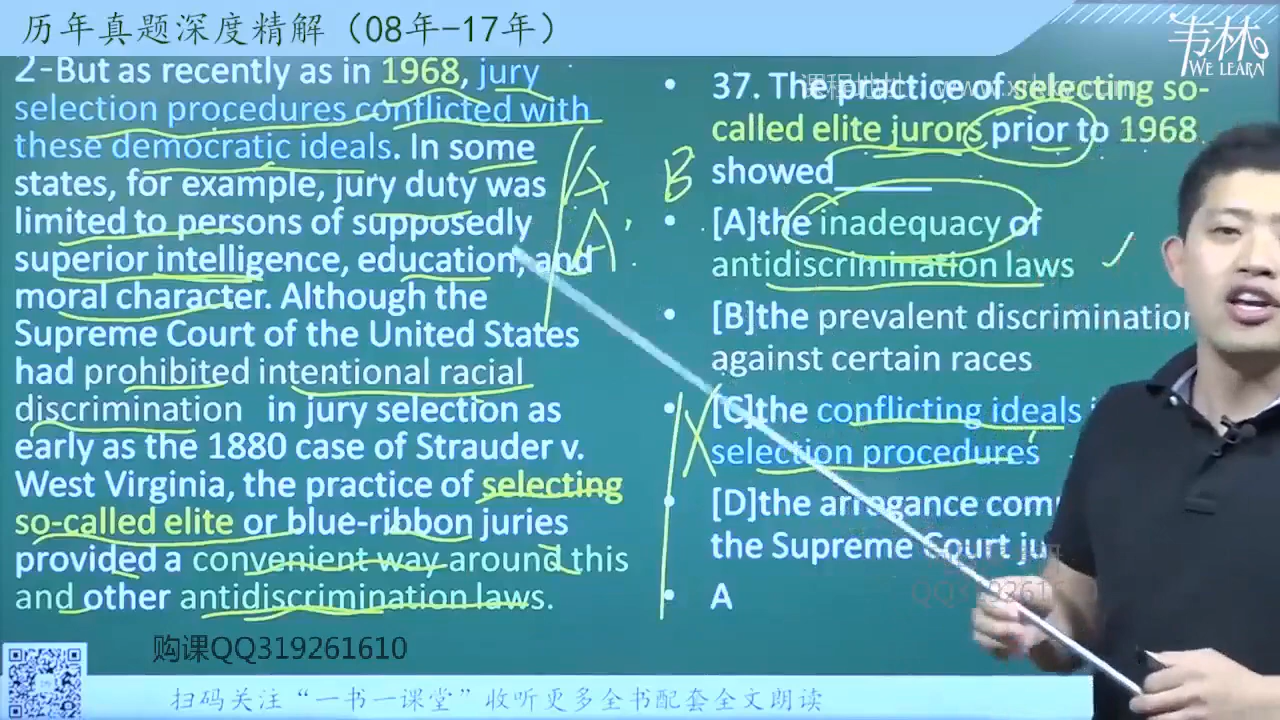 历年真题深度精解（08年-17年）
韦林
WE LEARN
2-But as recently as in 1968, jury
selection procedures conflicted with
these democratic ideals. In some
states, for example, jury duty was
limited to persons of supposedly
superior intelligence, education, and
moral character. Although the
Supreme Court of the United States
had prohibited intentional racial
discrimination in jury selection as
early as the 1880 case of Strauder v.
West Virginia, the practice of selecting
so-called elite or blue-ribbon juries
provided a convenient way around this
and other antidiscrimination laws.
A
A
B
• 37. The practice of selecting so-
called elite jurors prior to 1968
showed______
• [A]the inadequacy of
antidiscrimination laws
• [B]the prevalent discrimination
against certain races
• [C]the conflicting ideals
selection procedures
• [D]the arrogance
the Supreme Court
• A
购课QQ319261610
扫码关注“一书一课堂”收听更多全书配套全文朗读